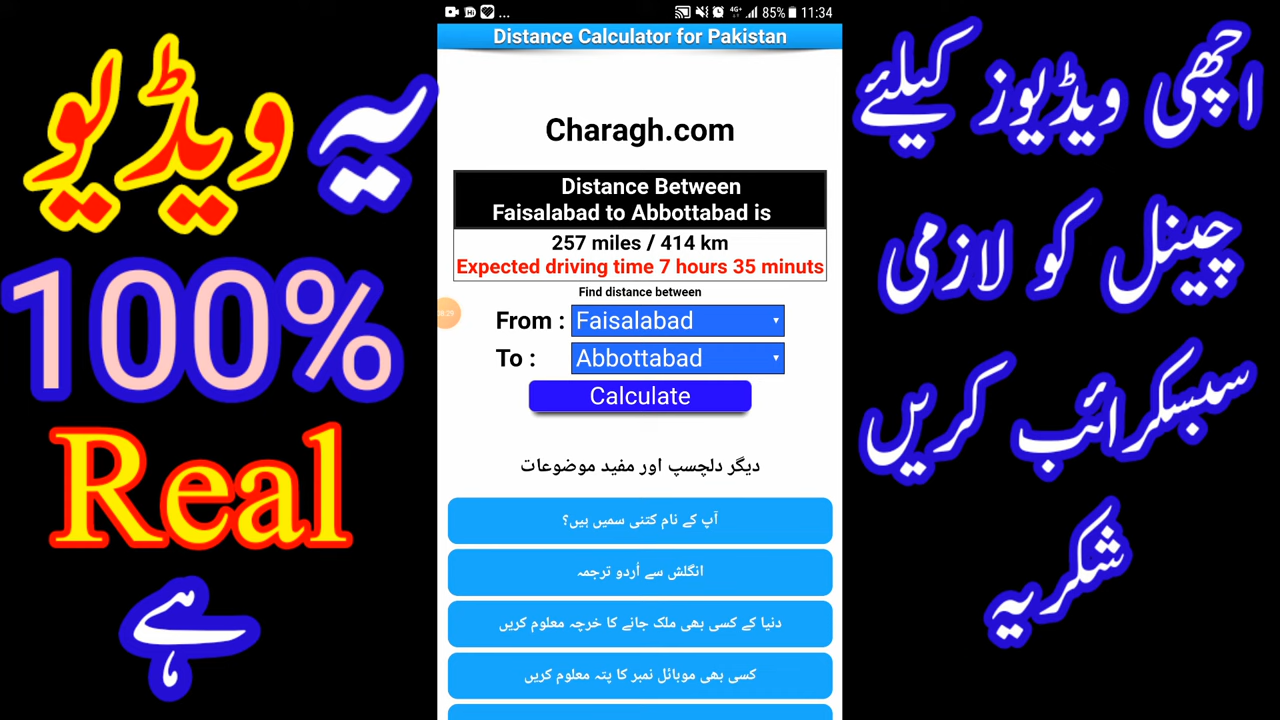 یہ ویڈیو
100%
Real
ہے
... 85% 11:34
Distance Calculator for Pakistan
Charagh.com
Distance Between
Faisalabad to Abbottabad is
257 miles / 414 km
Expected driving time 7 hours 35 minuts
Find distance between
From : Faisalabad
To : Abbottabad
Calculate
دیگر دلچسپ اور مفید موضوعات
آپ کے نام کتنی سمیں ہیں؟
انگلش سے اُردو ترجمہ
دنیا کے کسی بھی ملک جانے کا خرچہ معلوم کریں
کسی بھی موبائل نمبر کا پتہ معلوم کریں
اچھی ویڈیوز کیلئے
چینل کو لازمی
سبسکرائب کریں
شکریہ